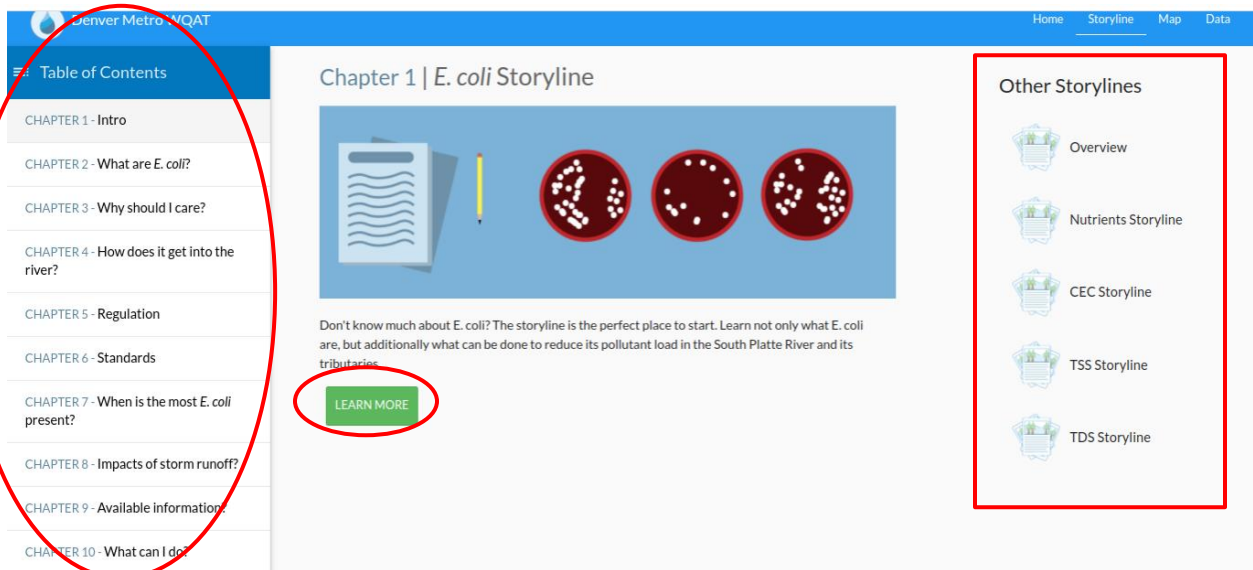 Denver Metro WQAT
Home Storyline Map Data
Table of Contents
CHAPTER 1 - Intro
CHAPTER 2 - What are E. coli?
CHAPTER 3 - Why should I care?
CHAPTER 4 - How does it get into the
river?
CHAPTER 5 - Regulation
CHAPTER 6 - Standards
CHAPTER 7 - When is the most E. coli
present?
CHAPTER 8 - Impacts of storm runoff?
CHAPTER 9 - Available information?
CHAPTER 10 - What can I do?
Chapter 1 | E. coli Storyline
Don't know much about E. coli? The storyline is the perfect place to start. Learn not only what E. coli
are, but additionally what can be done to reduce its pollutant load in the South Platte River and its
tributaries.
LEARN MORE
Other Storylines
Overview
Nutrients Storyline
CEC Storyline
TSS Storyline
TDS Storyline